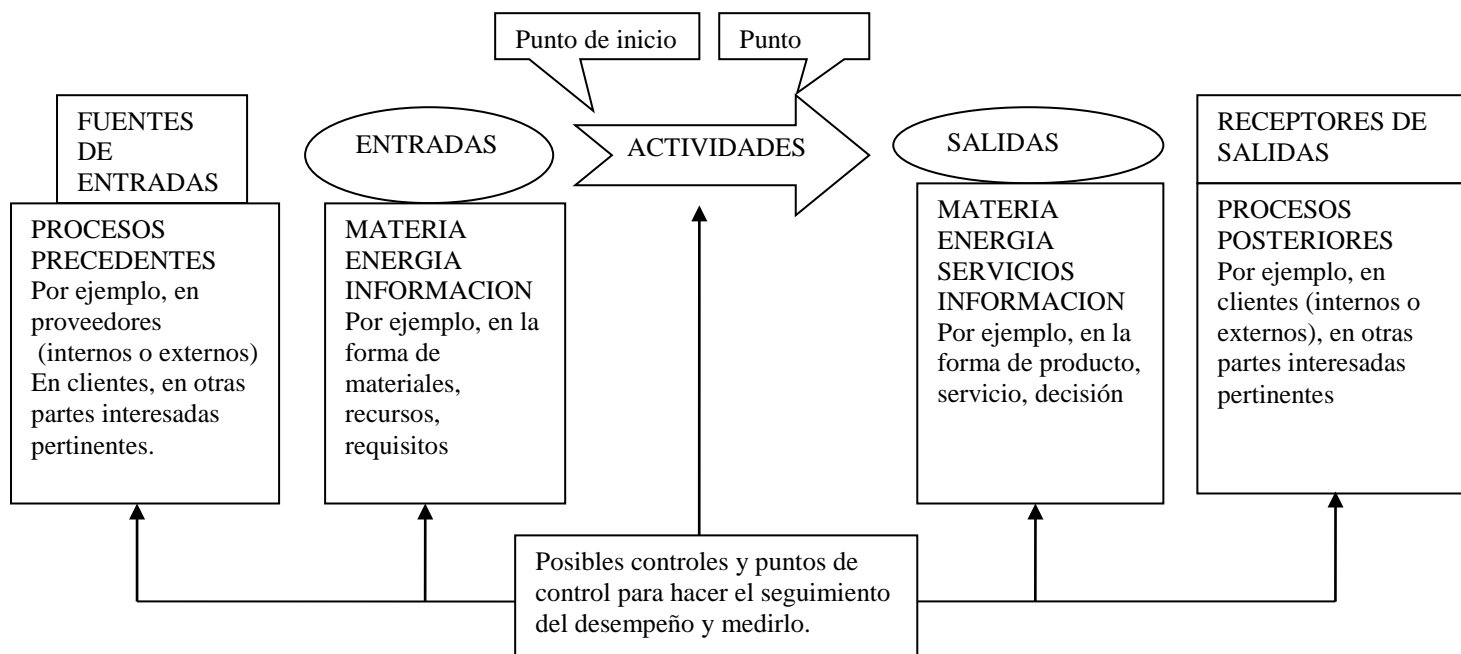 Punto de inicio
Punto
FUENTES
DE
ENTRADAS
PROCESOS
PRECEDENTES
Por ejemplo, en
proveedores
(internos o externos)
En clientes, en otras
partes interesadas
pertinentes.
ENTRADAS
MATERIA
ENERGIA
INFORMACION
Por ejemplo, en la
forma de
materiales,
recursos,
requisitos
ACTIVIDADES
SALIDAS
MATERIA
ENERGIA
SERVICIOS
INFORMACION
Por ejemplo, en la
forma de producto,
servicio, decisión
RECEPTORES DE
SALIDAS
PROCESOS
POSTERIORES
Por ejemplo, en
clientes (internos o
externos), en otras
partes interesadas
pertinentes
Posibles controles y puntos de
control para hacer el seguimiento
del desempeño y medirlo.